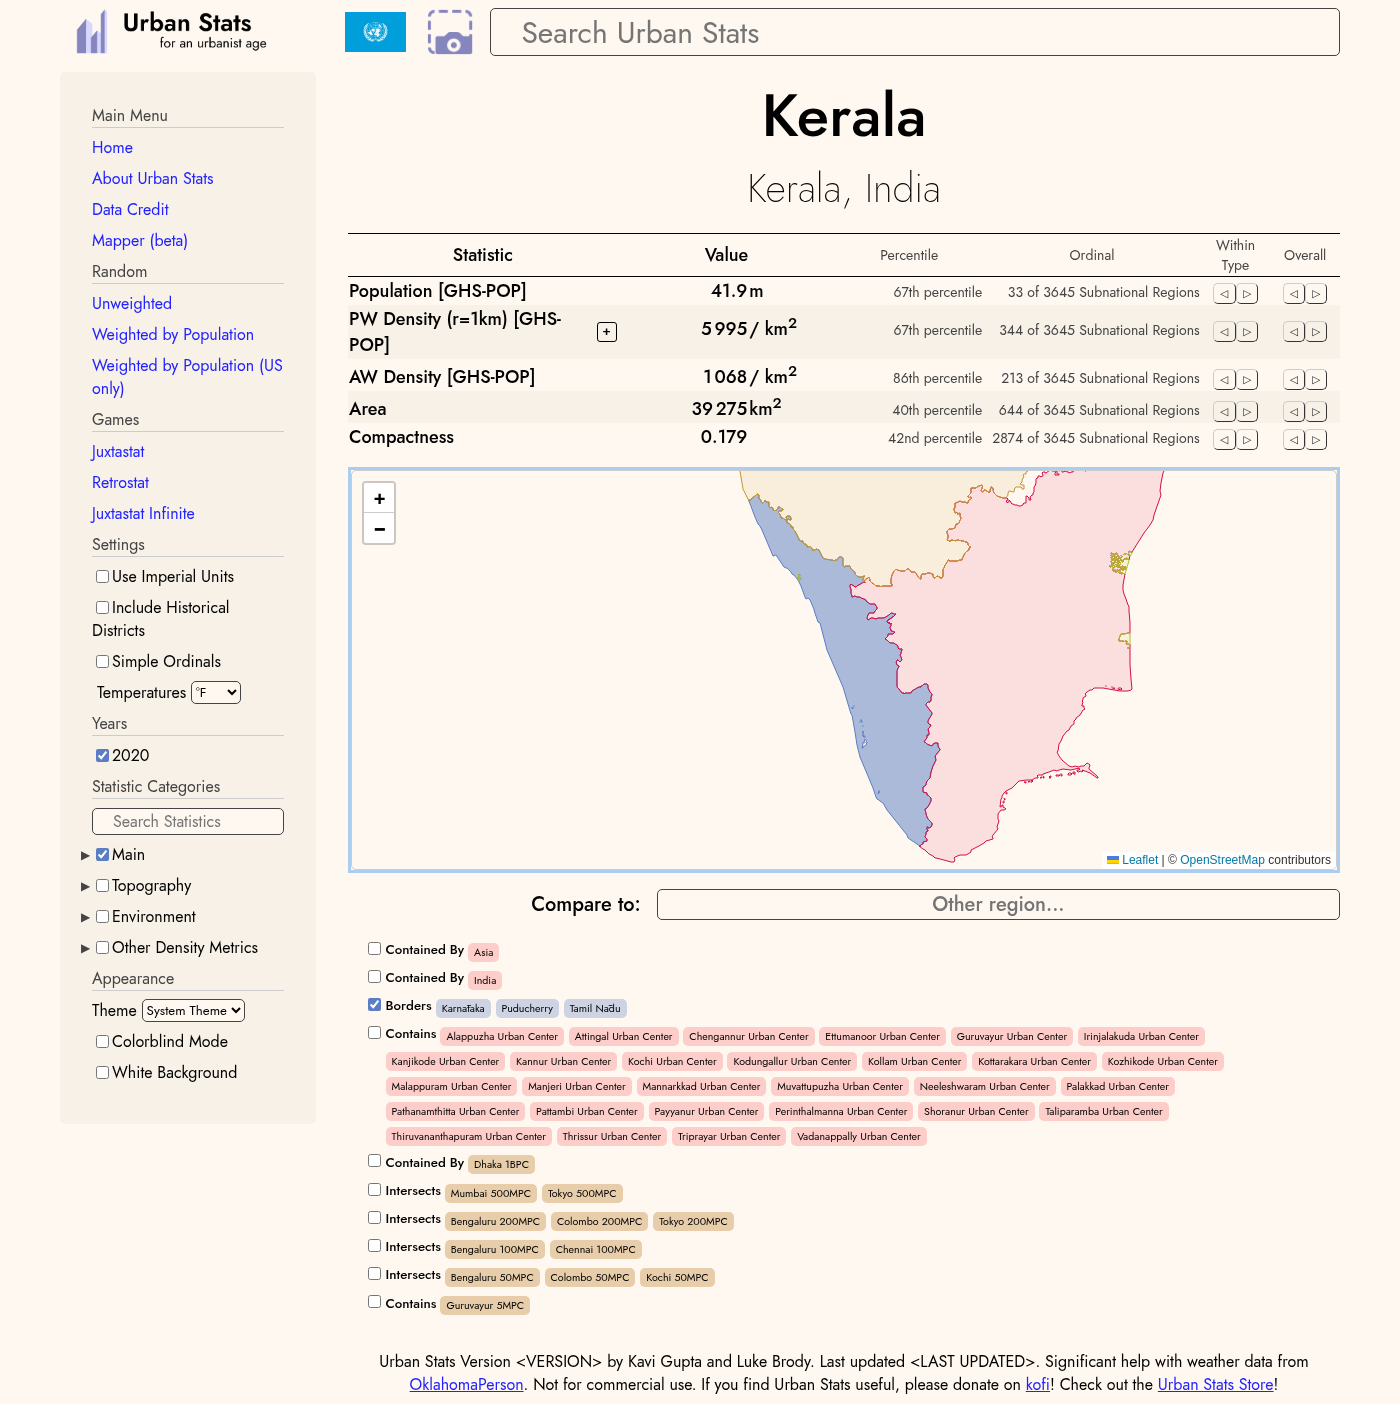 Urban Stats
for an urbanist age
Search Urban Stats
Main Menu
Home
About Urban Stats
Data Credit
Mapper (beta)
Random
Unweighted
Weighted by Population
Weighted by Population (US
only)
Games
Juxtastat
Retrostat
Juxtastat Infinite
Settings
Use Imperial Units
Include Historical
Districts
Simple Ordinals
Temperatures °F
Years
2020
Statistic Categories
Search Statistics
Main
Topography
Environment
Other Density Metrics
Appearance
Theme System Theme
Colorblind Mode
White Background
Kerala
Kerala, India
Statistic Value Percentile Ordinal Within Type Overall
Population [GHS-POP] 41.9 m 67th percentile 33 of 3645 Subnational Regions ◁ ▷ ◁ ▷
PW Density (r=1km) [GHS-
POP] + 5 995 / km² 67th percentile 344 of 3645 Subnational Regions ◁ ▷ ◁ ▷
AW Density [GHS-POP] 1 068 / km² 86th percentile 213 of 3645 Subnational Regions ◁ ▷ ◁ ▷
Area 39 275 km² 40th percentile 644 of 3645 Subnational Regions ◁ ▷ ◁ ▷
Compactness 0.179 42nd percentile 2874 of 3645 Subnational Regions ◁ ▷ ◁ ▷
+
−
Leaflet | © OpenStreetMap contributors
Compare to: Other region...
Contained By Asia
Contained By India
Borders Karnātaka Puducherry Tamil Nādu
Contains Alappuzha Urban Center Attingal Urban Center Chengannur Urban Center Ettumanoor Urban Center Guruvayur Urban Center Irinjalakuda Urban Center
Kanjikode Urban Center Kannur Urban Center Kochi Urban Center Kodungallur Urban Center Kollam Urban Center Kottarakara Urban Center Kozhikode Urban Center
Malappuram Urban Center Manjeri Urban Center Mannarkkad Urban Center Muvattupuzha Urban Center Neeleshwaram Urban Center Palakkad Urban Center
Pathanamthitta Urban Center Pattambi Urban Center Payyanur Urban Center Perinthalmanna Urban Center Shoranur Urban Center Taliparamba Urban Center
Thiruvananthapuram Urban Center Thrissur Urban Center Triprayar Urban Center Vadanappally Urban Center
Contained By Dhaka 1BPC
Intersects Mumbai 500MPC Tokyo 500MPC
Intersects Bengaluru 200MPC Colombo 200MPC Tokyo 200MPC
Intersects Bengaluru 100MPC Chennai 100MPC
Intersects Bengaluru 50MPC Colombo 50MPC Kochi 50MPC
Contains Guruvayur 5MPC
Urban Stats Version <VERSION> by Kavi Gupta and Luke Brody. Last updated <LAST UPDATED>. Significant help with weather data from
OklahomaPerson. Not for commercial use. If you find Urban Stats useful, please donate on kofi! Check out the Urban Stats Store!